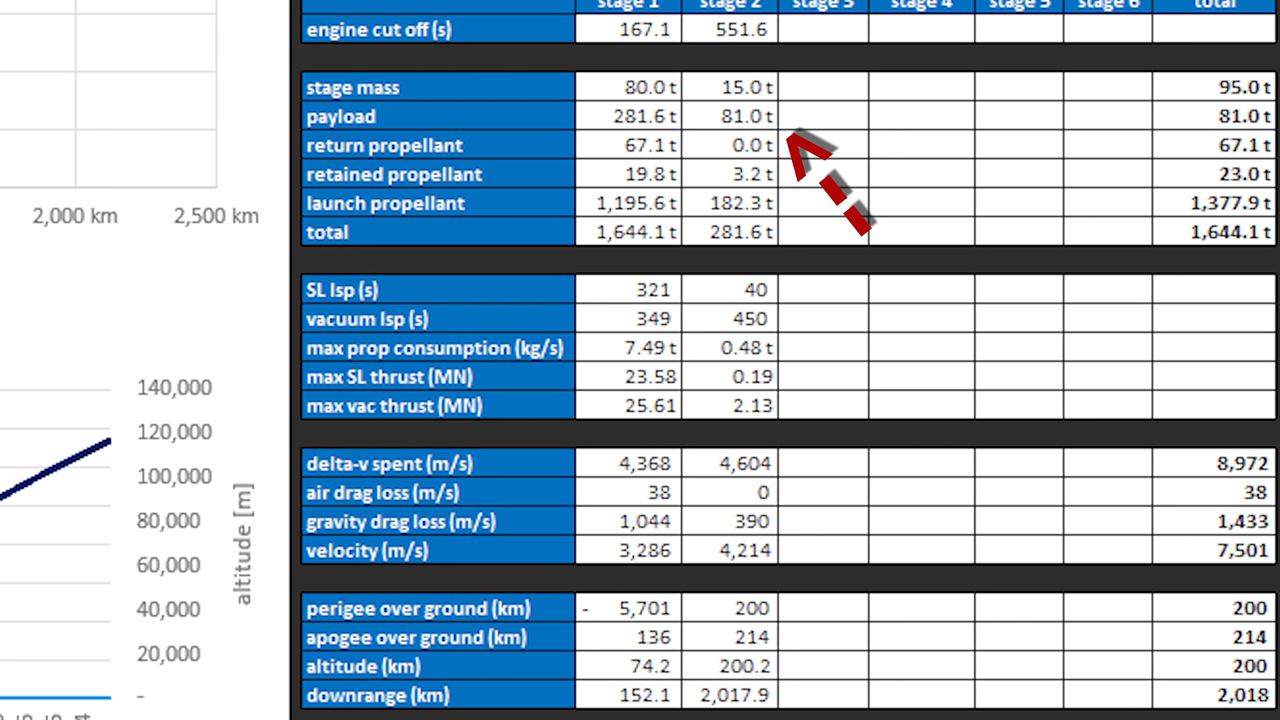 stage 1 stage 2 stage 3 stage 4 stage 5 stage 6 total
engine cut off (s) 167.1 551.6
stage mass 80.0 t 15.0 t 95.0 t
payload 281.6 t 81.0 t 81.0 t
return propellant 67.1 t 0.0 t 67.1 t
retained propellant 19.8 t 3.2 t 23.0 t
launch propellant 1,195.6 t 182.3 t 1,377.9 t
total 1,644.1 t 281.6 t 1,644.1 t
2,000 km 2,500 km
SL Isp (s) 321 40
vacuum Isp (s) 349 450
max prop consumption (kg/s) 7.49 t 0.48 t
max SL thrust (MN) 23.58 0.19
max vac thrust (MN) 25.61 2.13
delta-v spent (m/s) 4,368 4,604 8,972
air drag loss (m/s) 38 0 38
gravity drag loss (m/s) 1,044 390 1,433
velocity (m/s) 3,286 4,214 7,501
perigee over ground (km) - 5,701 200 200
apogee over ground (km) 136 214 214
altitude (km) 74.2 200.2 200
downrange (km) 152.1 2,017.9 2,018
140,000
120,000
100,000
80,000
60,000
40,000
20,000
-
altitude [m]